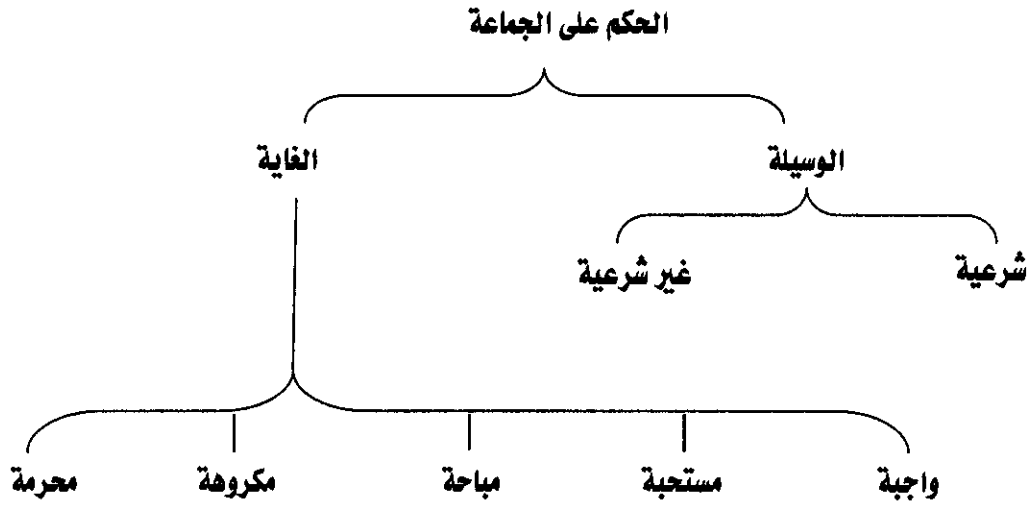 الحكم على الجماعة
الوسيلة الغاية
شرعية غير شرعية
واجبة مستحبة مباحة مكروهة محرمة